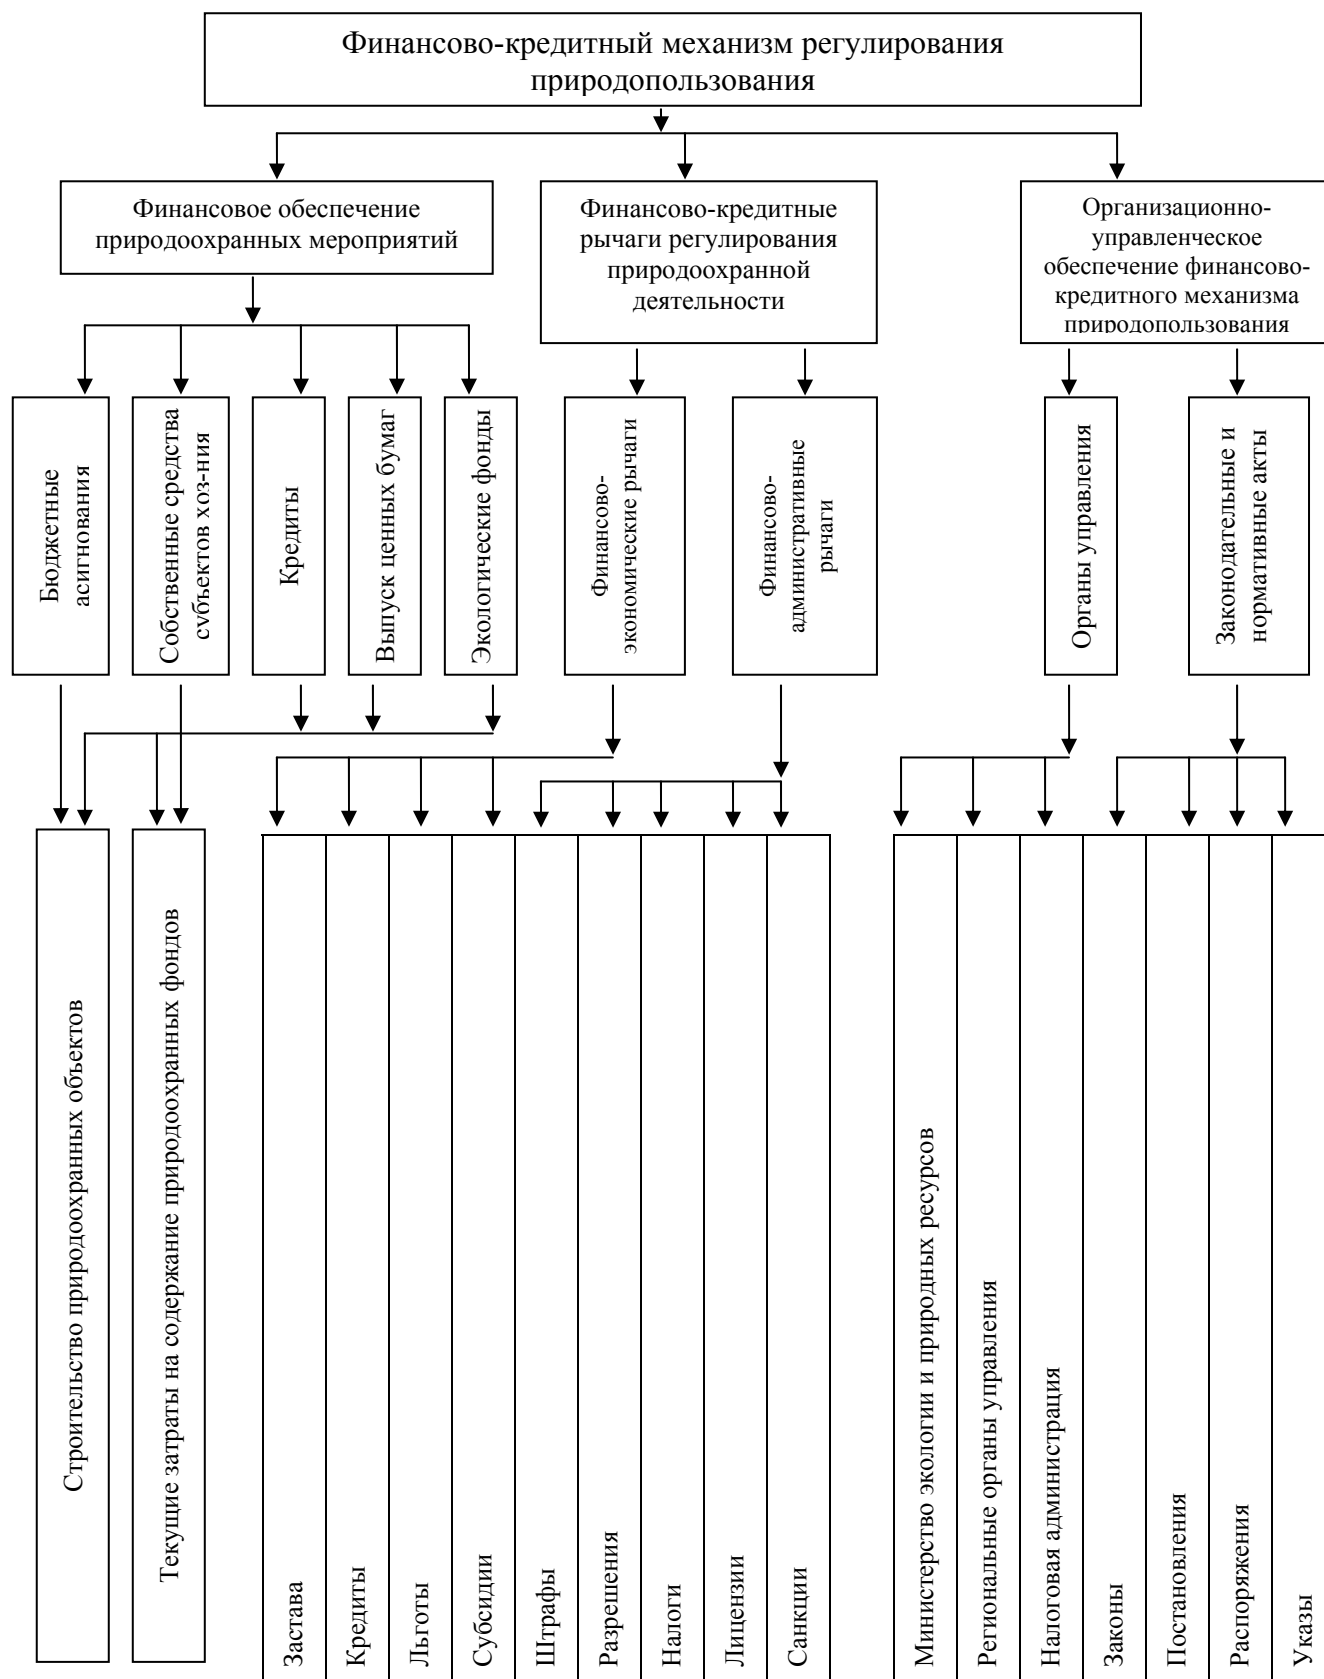 Финансово-кредитный механизм регулирования
природопользования
Финансовое обеспечение
природоохранных мероприятий
Финансово-кредитные
рычаги регулирования
природоохранной
деятельности
Организационно-
управленческое
обеспечение финансово-
кредитного механизма
природопользования
Бюджетные
асигнования
Собственные средства
субъектов хоз-ния
Кредиты
Выпуск ценных бумаг
Экологические фонды
Финансово-
экономические рычаги
Финансово-
административные
рычаги
Органы управления
Законодательные и
нормативные акты
Строительство природоохранных объектов
Текущие затраты на содержание природоохранных фондов
Застава
Кредиты
Льготы
Субсидии
Штрафы
Разрешения
Налоги
Лицензии
Санкции
Министерство экологии и природных ресурсов
Региональные органы управления
Налоговая администрация
Законы
Постановления
Распоряжения
Указы